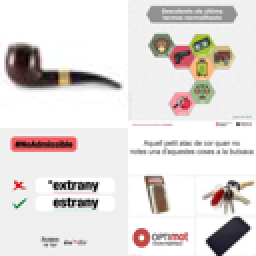 Descobreix els últims
termes normalitzats
#NoAdmissible
*extrany
estrany
Aquell petit atac de cor quan no
notes una d'aquestes coses a la butxaca
OPTIMOT